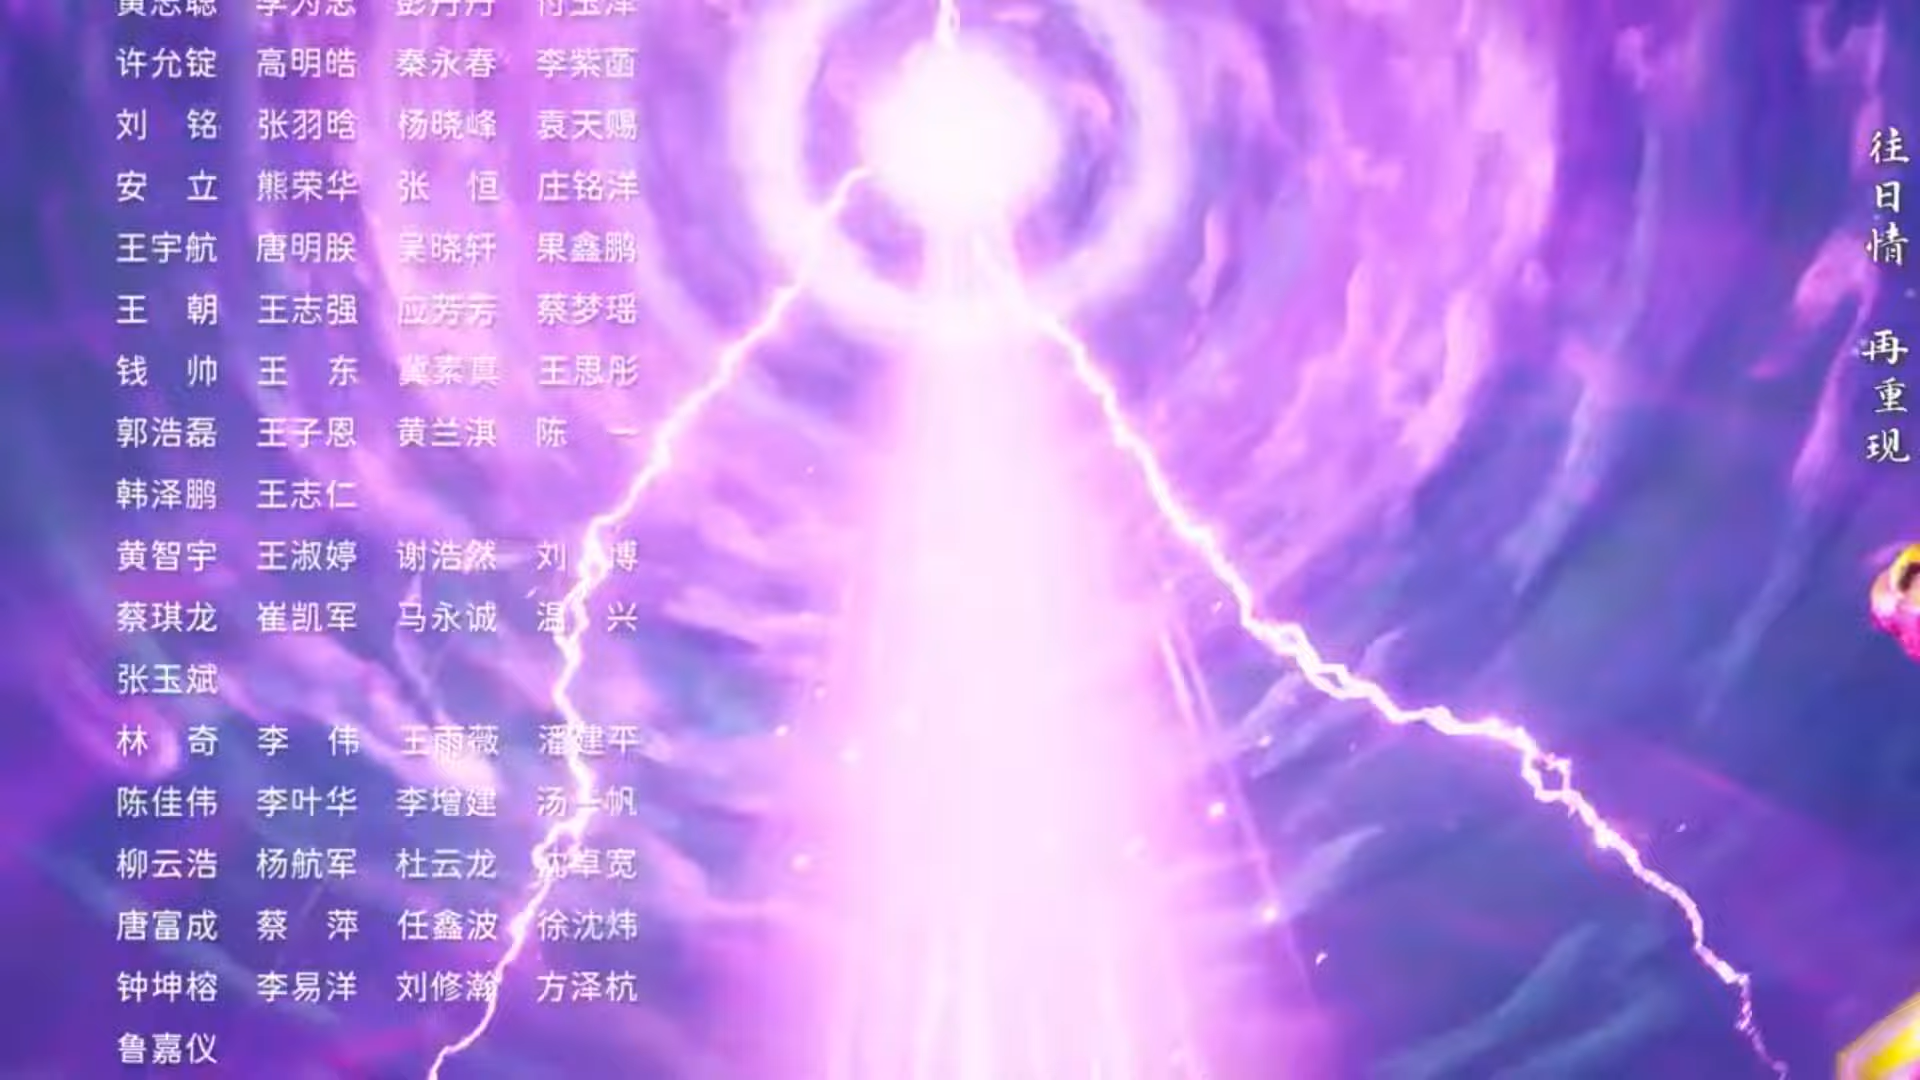 许允锭 高明皓 秦永春 李紫菡
刘 铭 张羽晗 杨晓峰 袁天赐
安 立 熊荣华 张 恒 庄铭洋
王宇航 唐明朕 吴晓轩 果鑫鹏
王 朝 王志强 应芳芳 蔡梦瑶
钱 帅 王 东 冀素真 王思彤
郭浩磊 王子恩 黄兰淇 陈 一
韩泽鹏 王志仁
黄智宇 王淑婷 谢浩然 刘 博
蔡琪龙 崔凯军 马永诚 温 兴
张玉斌
林 奇 李 伟 王雨薇 潘建平
陈佳伟 李叶华 李增建 汤一帆
柳云浩 杨航军 杜云龙 沈卓宽
唐富成 蔡 萍 任鑫波 徐沈炜
钟坤榕 李易洋 刘修瀚 方泽杭
鲁嘉仪
往日情 再重现